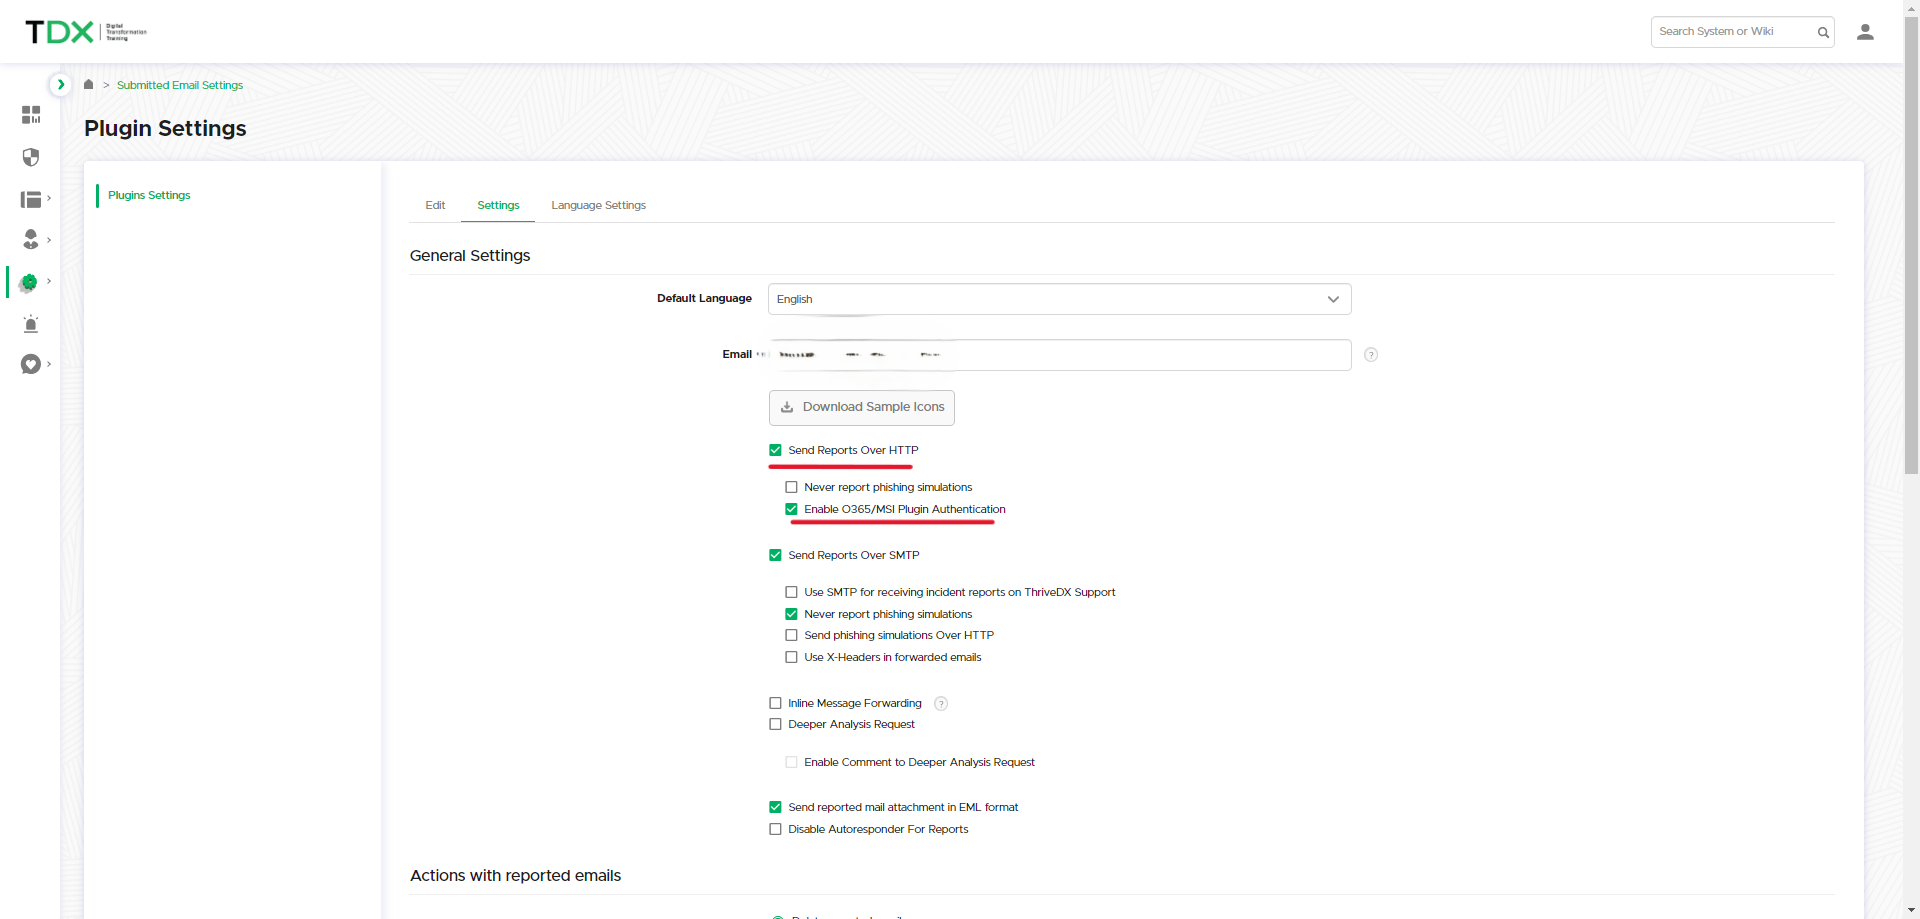 TDX Digital Transformation Training
Search System or Wiki
> Submitted Email Settings
Plugin Settings
Plugins Settings
Edit Settings Language Settings
General Settings
Default Language English
Email ?
Download Sample Icons
Send Reports Over HTTP
Never report phishing simulations
Enable O365/MSI Plugin Authentication
Send Reports Over SMTP
Use SMTP for receiving incident reports on ThriveDX Support
Never report phishing simulations
Send phishing simulations Over HTTP
Use X-Headers in forwarded emails
Inline Message Forwarding ?
Deeper Analysis Request
Enable Comment to Deeper Analysis Request
Send reported mail attachment in EML format
Disable Autoresponder For Reports
Actions with reported emails